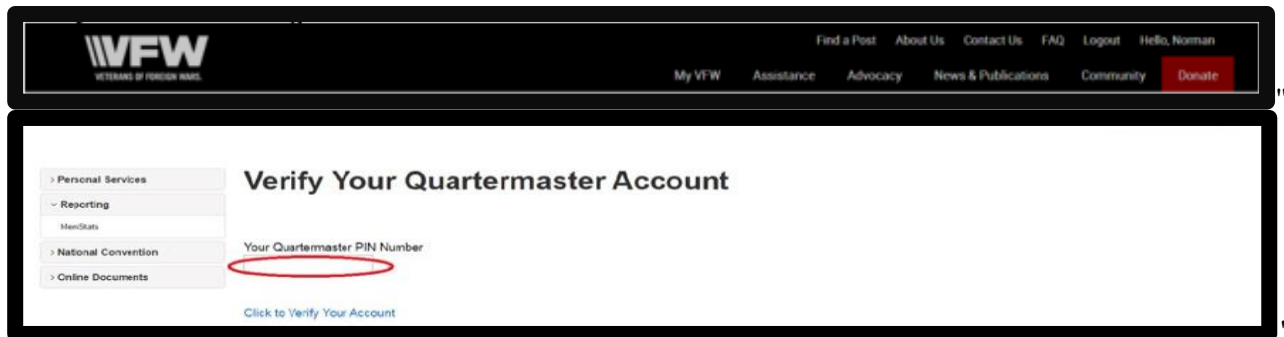 VFW
VETERANS OF FOREIGN WARS.
Find a Post About Us Contact Us FAQ Logout Hello, Norman
My VFW Assistance Advocacy News & Publications Community Donate
> Personal Services
Reporting
MemStats
> National Convention
> Online Documents
Verify Your Quartermaster Account
Your Quartermaster PIN Number
Click to Verify Your Account